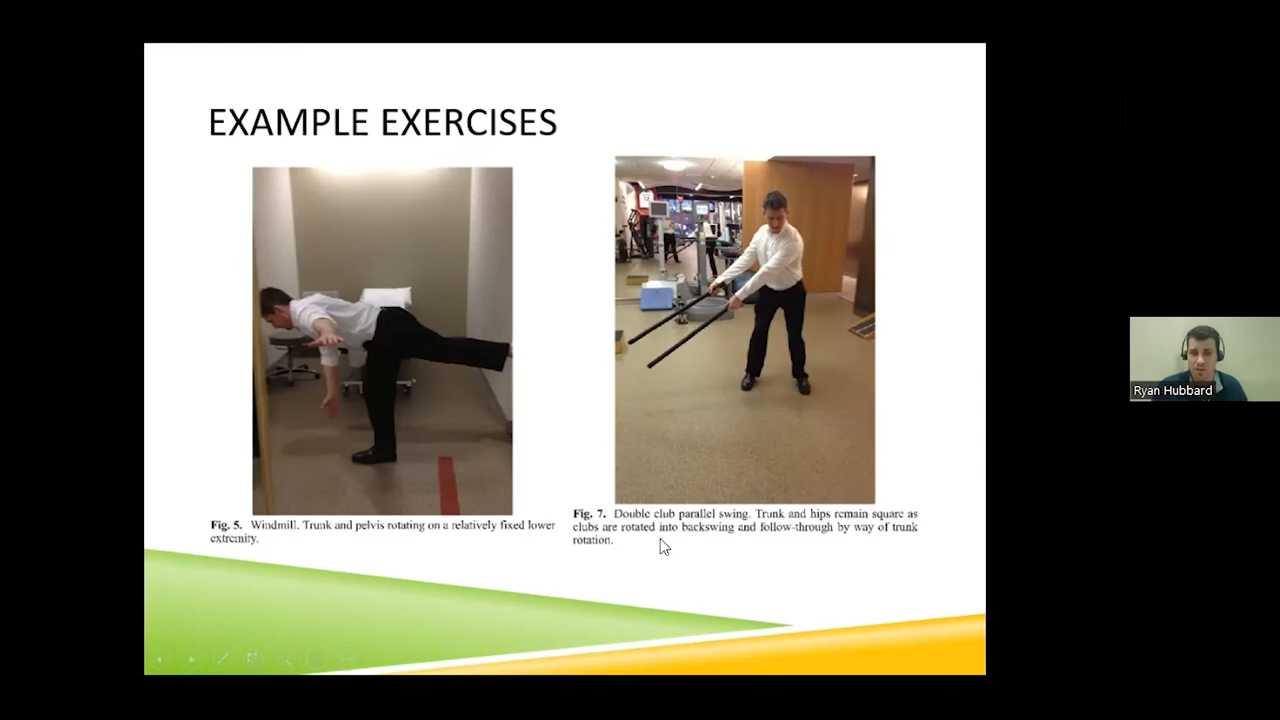 EXAMPLE EXERCISES
Fig. 5. Windmill. Trunk and pelvis rotating on a relatively fixed lower
extremity.
Fig. 7. Double club parallel swing. Trunk and hips remain square as
clubs are rotated into backswing and follow-through by way of trunk
rotation.
Ryan Hubbard